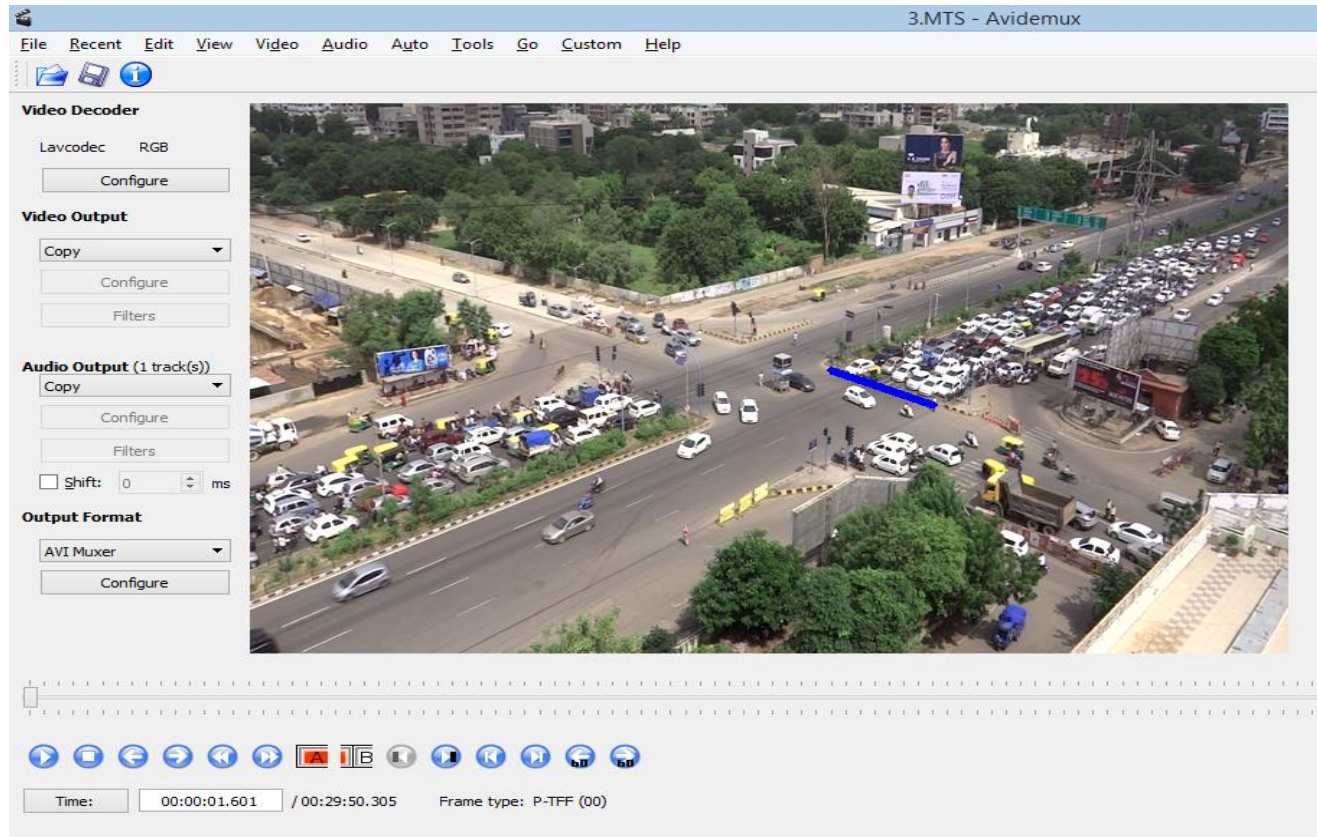 3.MTS - Avidemux
File Recent Edit View Video Audio Auto Tools Go Custom Help
Video Decoder
Lavcodec RGB
Configure
Video Output
Copy
Configure
Filters
Audio Output (1 track(s))
Copy
Configure
Filters
Shift: 0 ms
Output Format
AVI Muxer
Configure
A B
60 60
Time: 00:00:01.601 / 00:29:50.305 Frame type: P-TFF (00)